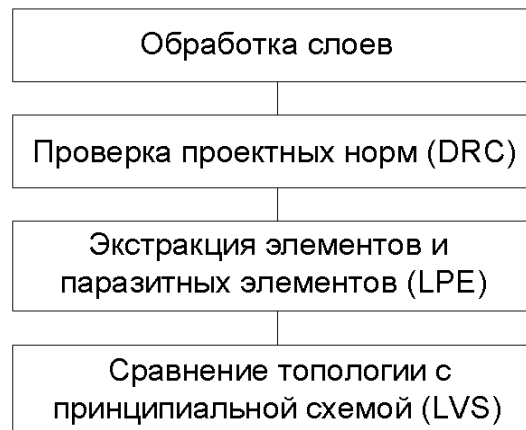 Обработка слоев
Проверка проектных норм (DRC)
Экстракция элементов и
паразитных элементов (LPE)
Сравнение топологии с
принципиальной схемой (LVS)